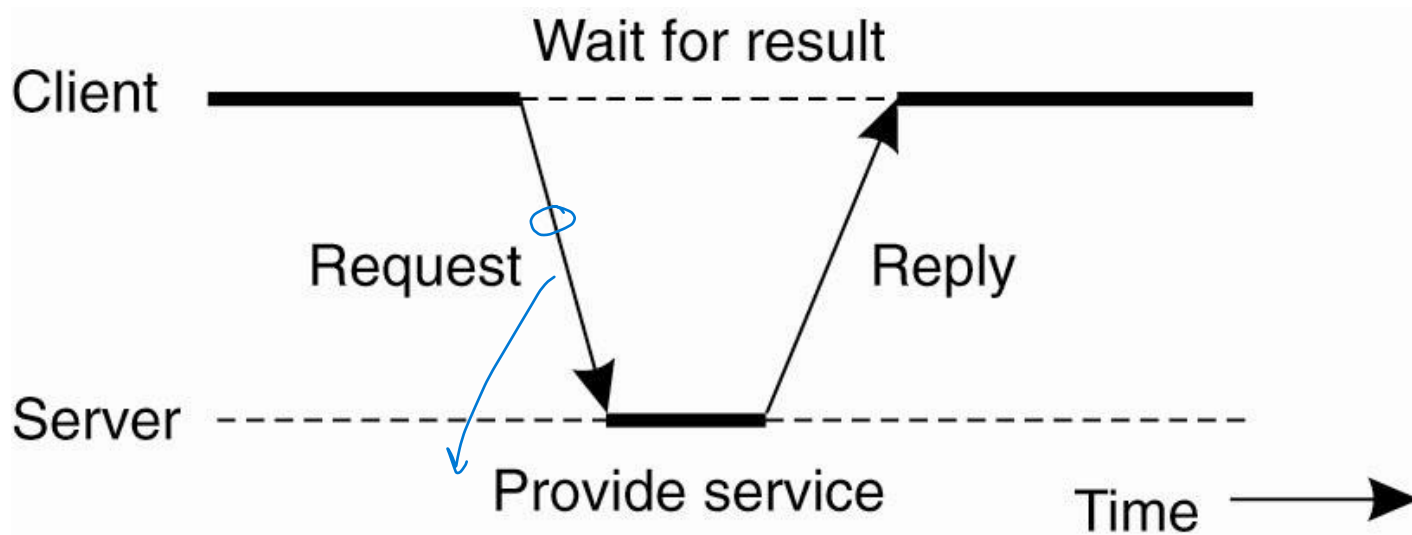 Wait for result
Client
Request
Reply
Server
Provide service
Time